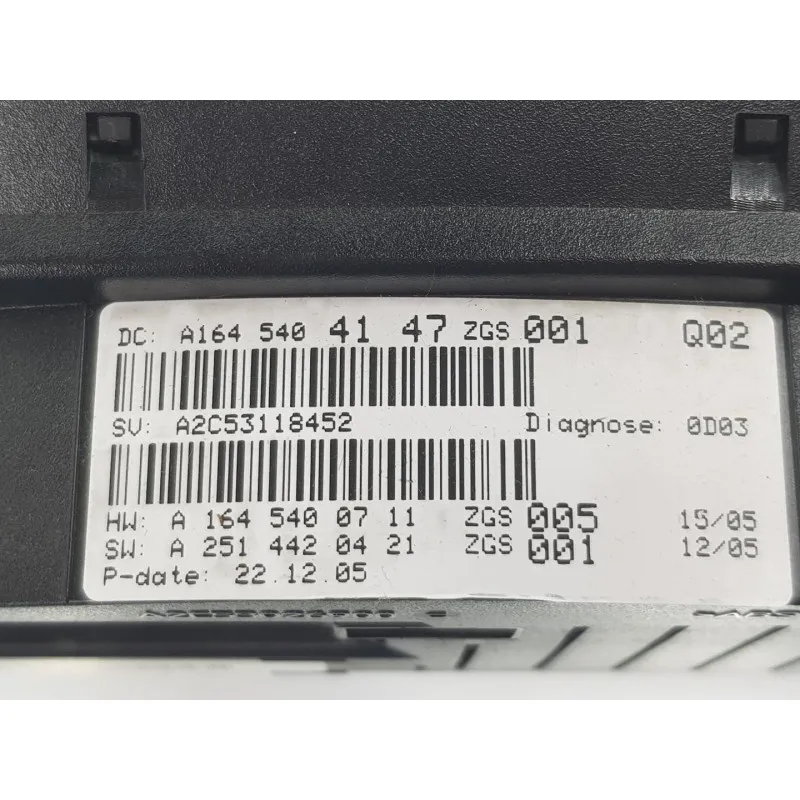 DC: A164 540 41 47 ZGS 001 Q02
SV: A2C53118452 Diagnose: 0D03
HW: A 164 540 07 11 ZGS 005 15/05
SW: A 251 442 04 21 ZGS 001 12/05
P-date: 22.12.05